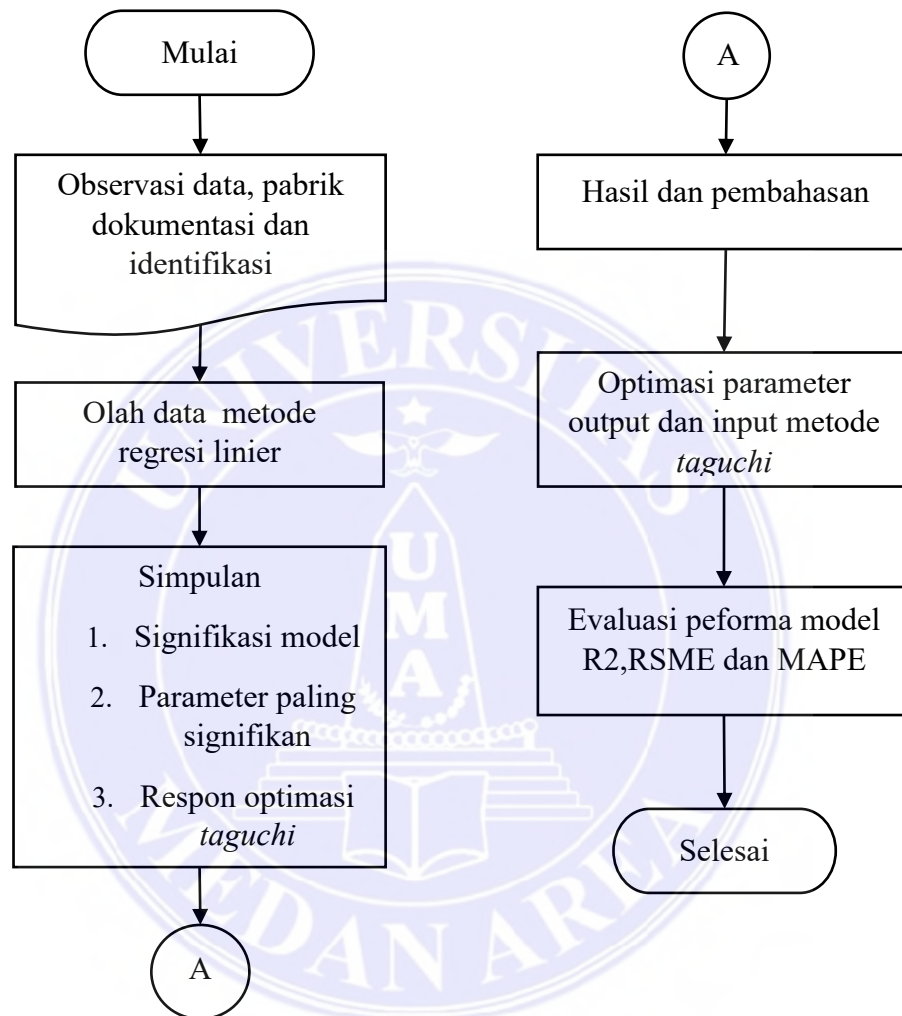 Mulai
Observasi data, pabrik
dokumentasi dan
identifikasi
Olah data metode
regresi linier
Simpulan
1. Signifikasi model
2. Parameter paling
signifikan
3. Respon optimasi
taguchi
A
A
Hasil dan pembahasan
Optimasi parameter
output dan input metode
taguchi
Evaluasi peforma model
R2,RSME dan MAPE
Selesai
UNIVERSITAS
UMA
MEDAN AREA